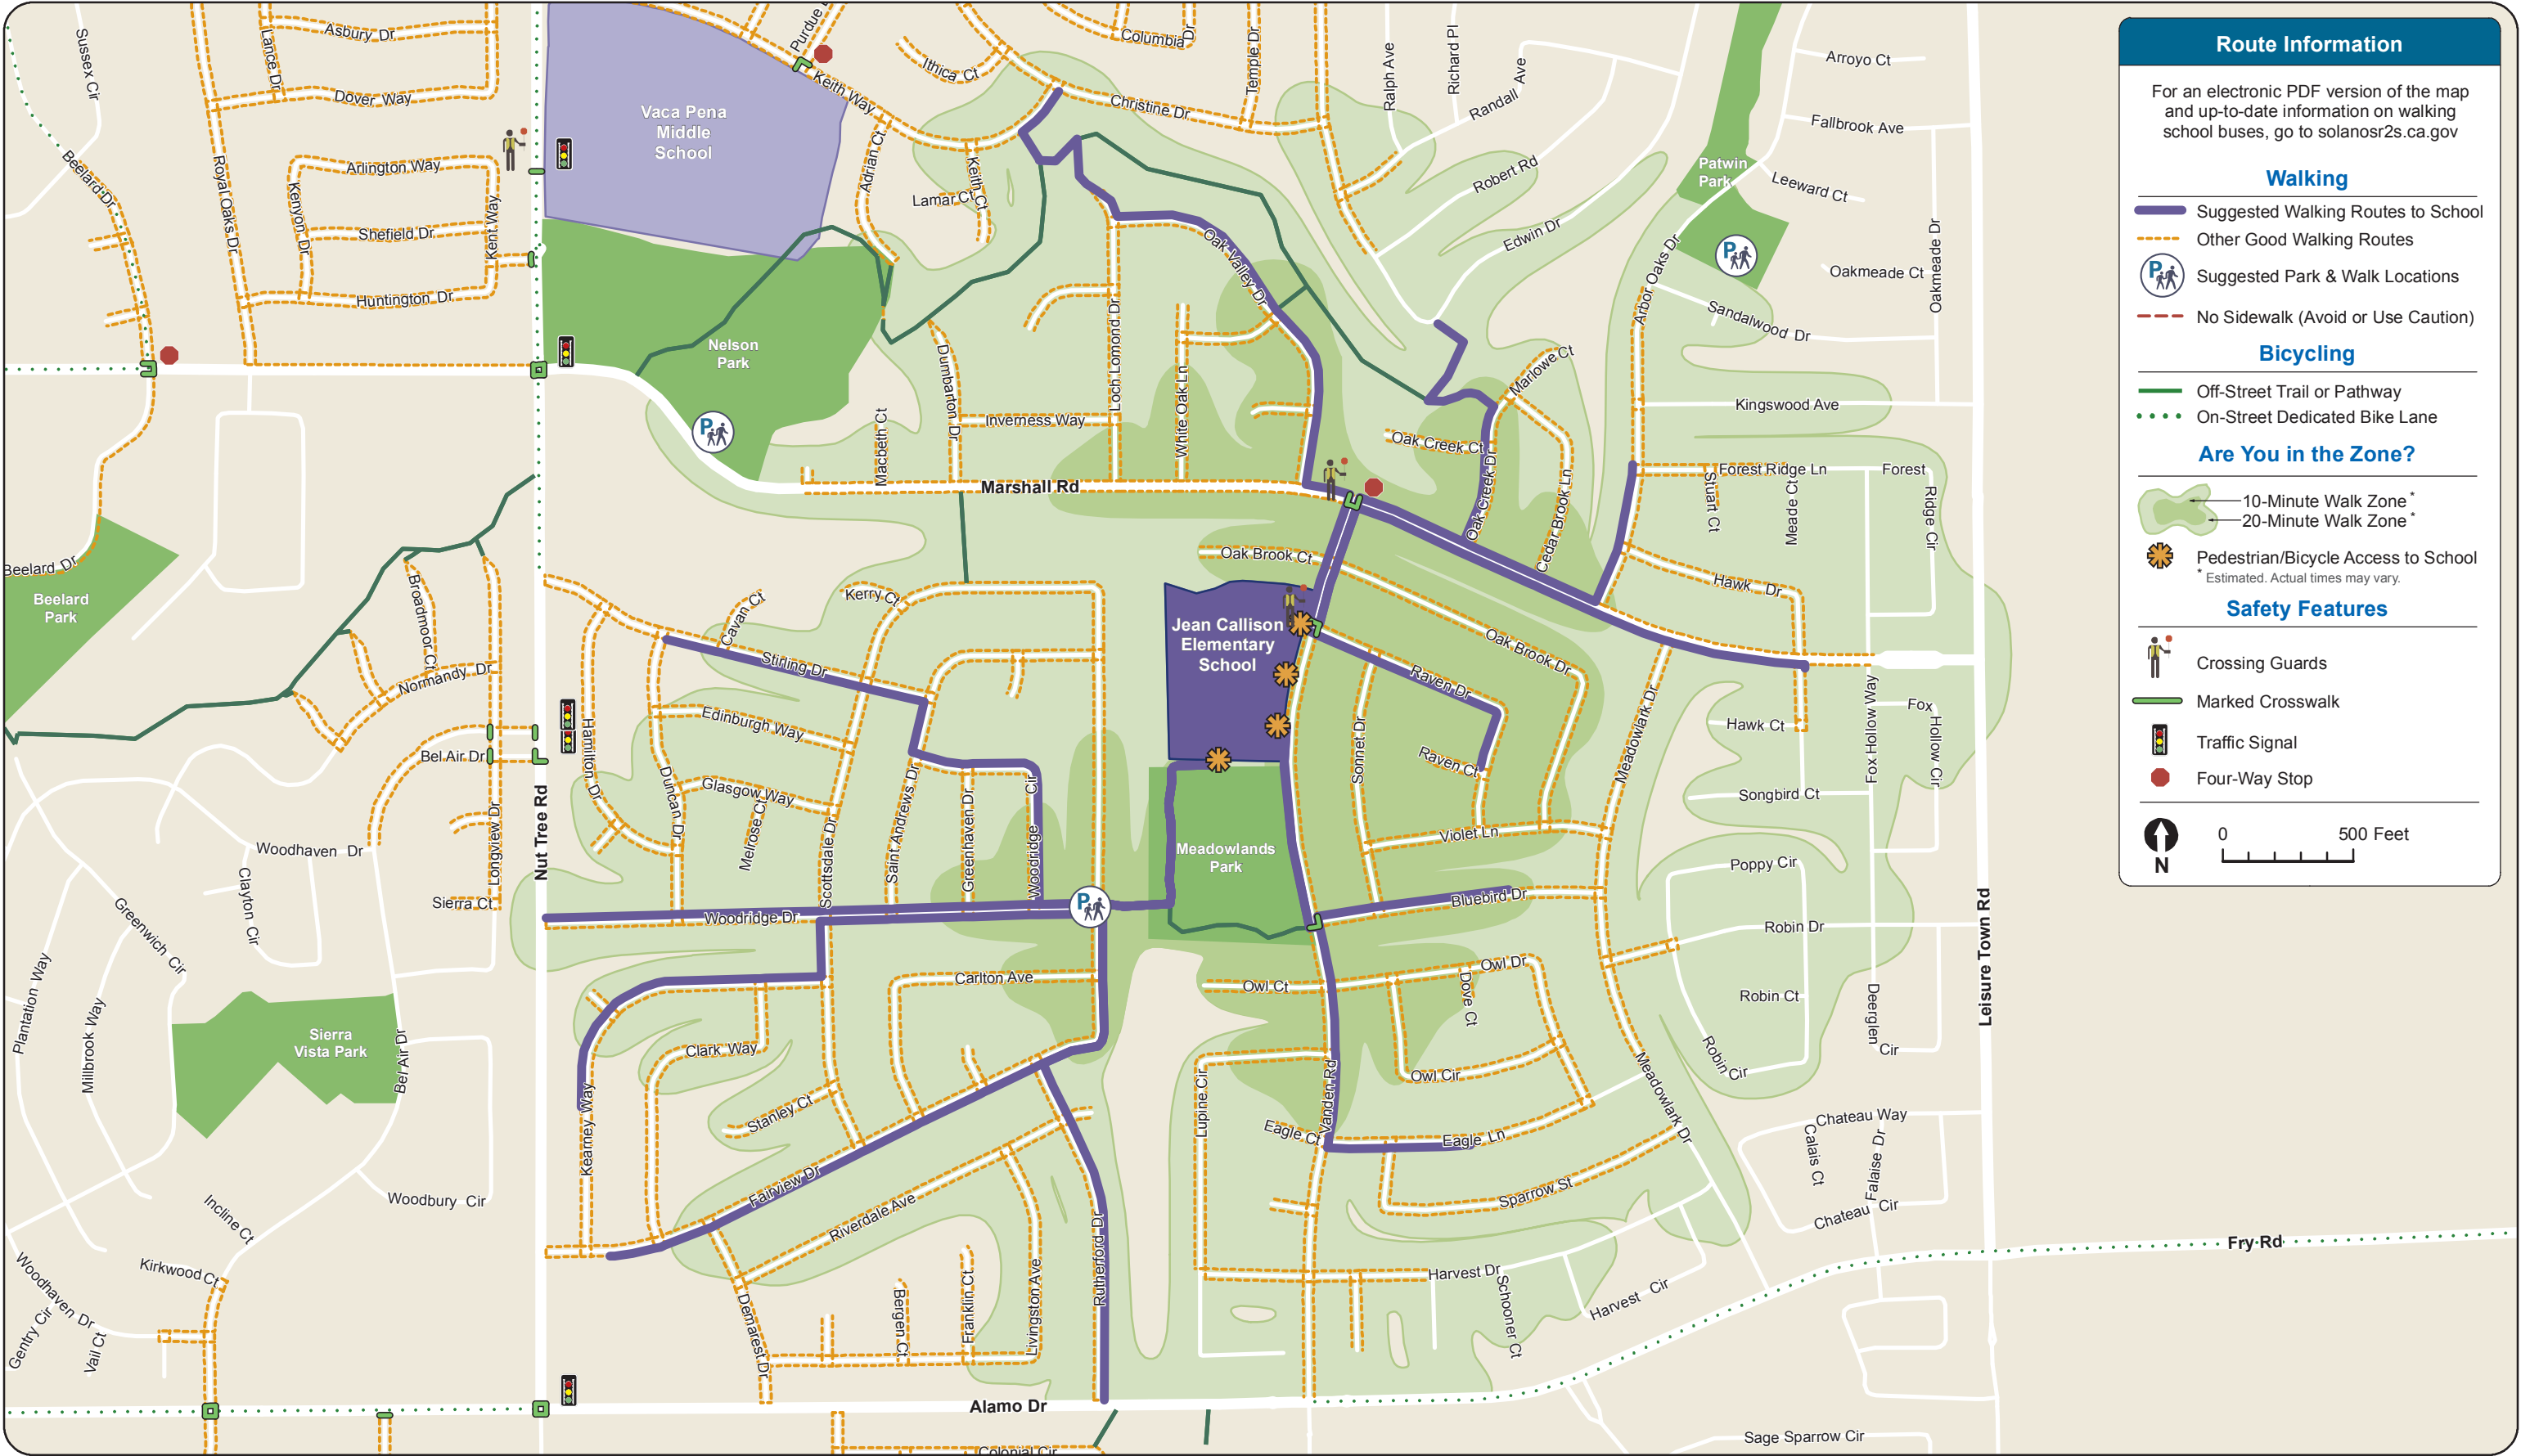 Route Information
For an electronic PDF version of the map
and up-to-date information on walking
school buses, go to solanosr2s.ca.gov
Walking
Suggested Walking Routes to School
Other Good Walking Routes
P
Suggested Park & Walk Locations
No Sidewalk (Avoid or Use Caution)
Bicycling
Off-Street Trail or Pathway
On-Street Dedicated Bike Lane
Are You in the Zone?
10-Minute Walk Zone *
20-Minute Walk Zone *
Pedestrian/Bicycle Access to School
* Estimated. Actual times may vary.
Safety Features
Crossing Guards
Marked Crosswalk
Traffic Signal
Four-Way Stop
N
0 500 Feet
Sussex Cir
Lance Dr
Asbury Dr
Dover Way
Beelard Dr
Royal Oaks Dr
Arlington Way
Kenyon Dr
Shefield Dr
Kent Way
Huntington Dr
Vaca Pena
Middle
School
Purdue
Keith Way
Ithica Ct
Columbia Dr
Temple Dr
Christine Dr
Adrian Ct
Lamar Ct
Keith Ct
Ralph Ave
Richard Pl
Randall Ave
Robert Rd
Edwin Dr
Patwin
Park
P
Arroyo Ct
Fallbrook Ave
Leeward Ct
Oakmeade Ct
Oakmeade Dr
Sandalwood Dr
Arbor Oaks Dr
Kingswood Ave
Nelson
Park
P
Oak Valley Dr
Loch Lomond Dr
White Oak Ln
Dumbarton Dr
Inverness Way
Macbeth Ct
Marshall Rd
Marlowe Ct
Oak Creek Ct
Oak Creek Dr
Cedar Brook Ln
Forest Ridge Ln
Forest
Ridge Cir
Stuart Ct
Meade Ct
Hawk Dr
Beelard Dr
Beelard
Park
Broadmoor Ct
Normandy Dr
Bel Air Dr
Longview Dr
Woodhaven Dr
Sierra Ct
Clayton Cir
Greenwich Cir
Plantation Way
Millbrook Way
Nut Tree Rd
Cavan Ct
Kerry Ct
Stirling Dr
Edinburgh Way
Hamilton Dr
Duncan Dr
Glasgow Way
Melrose Ct
Scottsdale Dr
Saint Andrews Dr
Greenhaven Dr
Woodridge Cir
Woodridge Dr
P
Jean Callison
Elementary
School
Meadowlands
Park
Oak Brook Ct
Oak Brook Dr
Raven Dr
Raven Ct
Sonnet Dr
Violet Ln
Bluebird Dr
Meadowlark Dr
Hawk Ct
Fox Hollow Way
Fox
Hollow Cir
Songbird Ct
Poppy Cir
Robin Dr
Robin Ct
Robin Cir
Deerglen
Cir
Leisure Town Rd
Sierra
Vista Park
Bel Air Dr
Woodbury Cir
Incline Ct
Kirkwood Ct
Woodhaven Dr
Gentry Cir
Vail Ct
Carlton Ave
Clark Way
Kearney Way
Stanley Ct
Fairview Dr
Riverdale Ave
Demarest Dr
Bergen Ct
Franklin Ct
Livingston Ave
Rutherford Dr
Owl Ct
Owl Dr
Dove Ct
Owl Cir
Lupine Cir
Vanden Rd
Eagle Ct
Eagle Ln
Sparrow St
Meadowlark Dr
Harvest Dr
Schooner Ct
Harvest Cir
Chateau Way
Calais Ct
Falaise Dr
Chateau Cir
Fry Rd
Alamo Dr
Colonial Cir
Sage Sparrow Cir